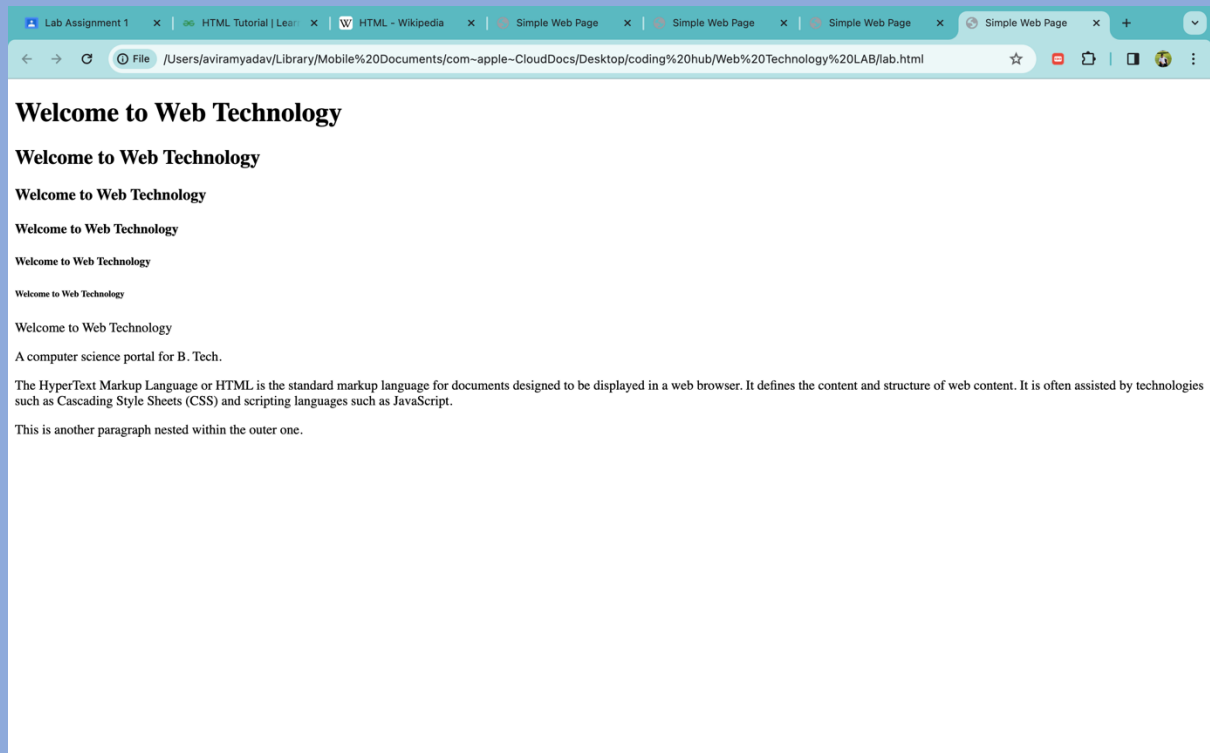 Lab Assignment 1
HTML Tutorial | Lear
HTML - Wikipedia
Simple Web Page
Simple Web Page
Simple Web Page
Simple Web Page
File /Users/aviramyadav/Library/Mobile%20Documents/com~apple~CloudDocs/Desktop/coding%20hub/Web%20Technology%20LAB/lab.html
Welcome to Web Technology
Welcome to Web Technology
Welcome to Web Technology
Welcome to Web Technology
Welcome to Web Technology
Welcome to Web Technology
Welcome to Web Technology
A computer science portal for B. Tech.
The HyperText Markup Language or HTML is the standard markup language for documents designed to be displayed in a web browser. It defines the content and structure of web content. It is often assisted by technologies
such as Cascading Style Sheets (CSS) and scripting languages such as JavaScript.
This is another paragraph nested within the outer one.